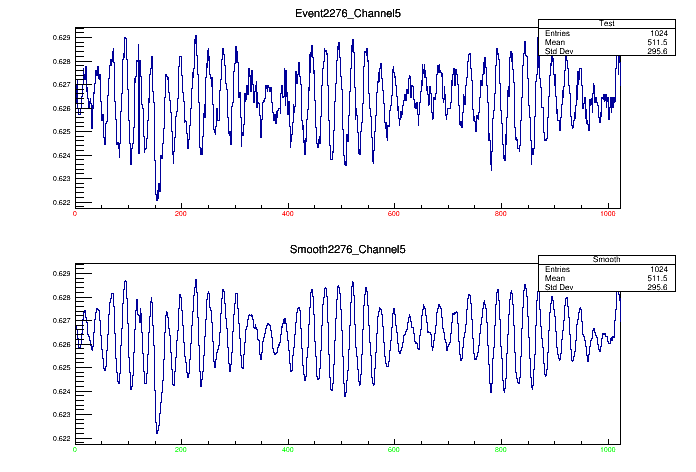 Event2276_Channel5
Test
Entries 1024
Mean 511.5
Std Dev 295.6
0.629
0.628
0.627
0.626
0.625
0.624
0.623
0.622
0 200 400 600 800 1000
Smooth2276_Channel5
Smooth
Entries 1024
Mean 511.5
Std Dev 295.6
0.629
0.628
0.627
0.626
0.625
0.624
0.623
0.622
0 200 400 600 800 1000